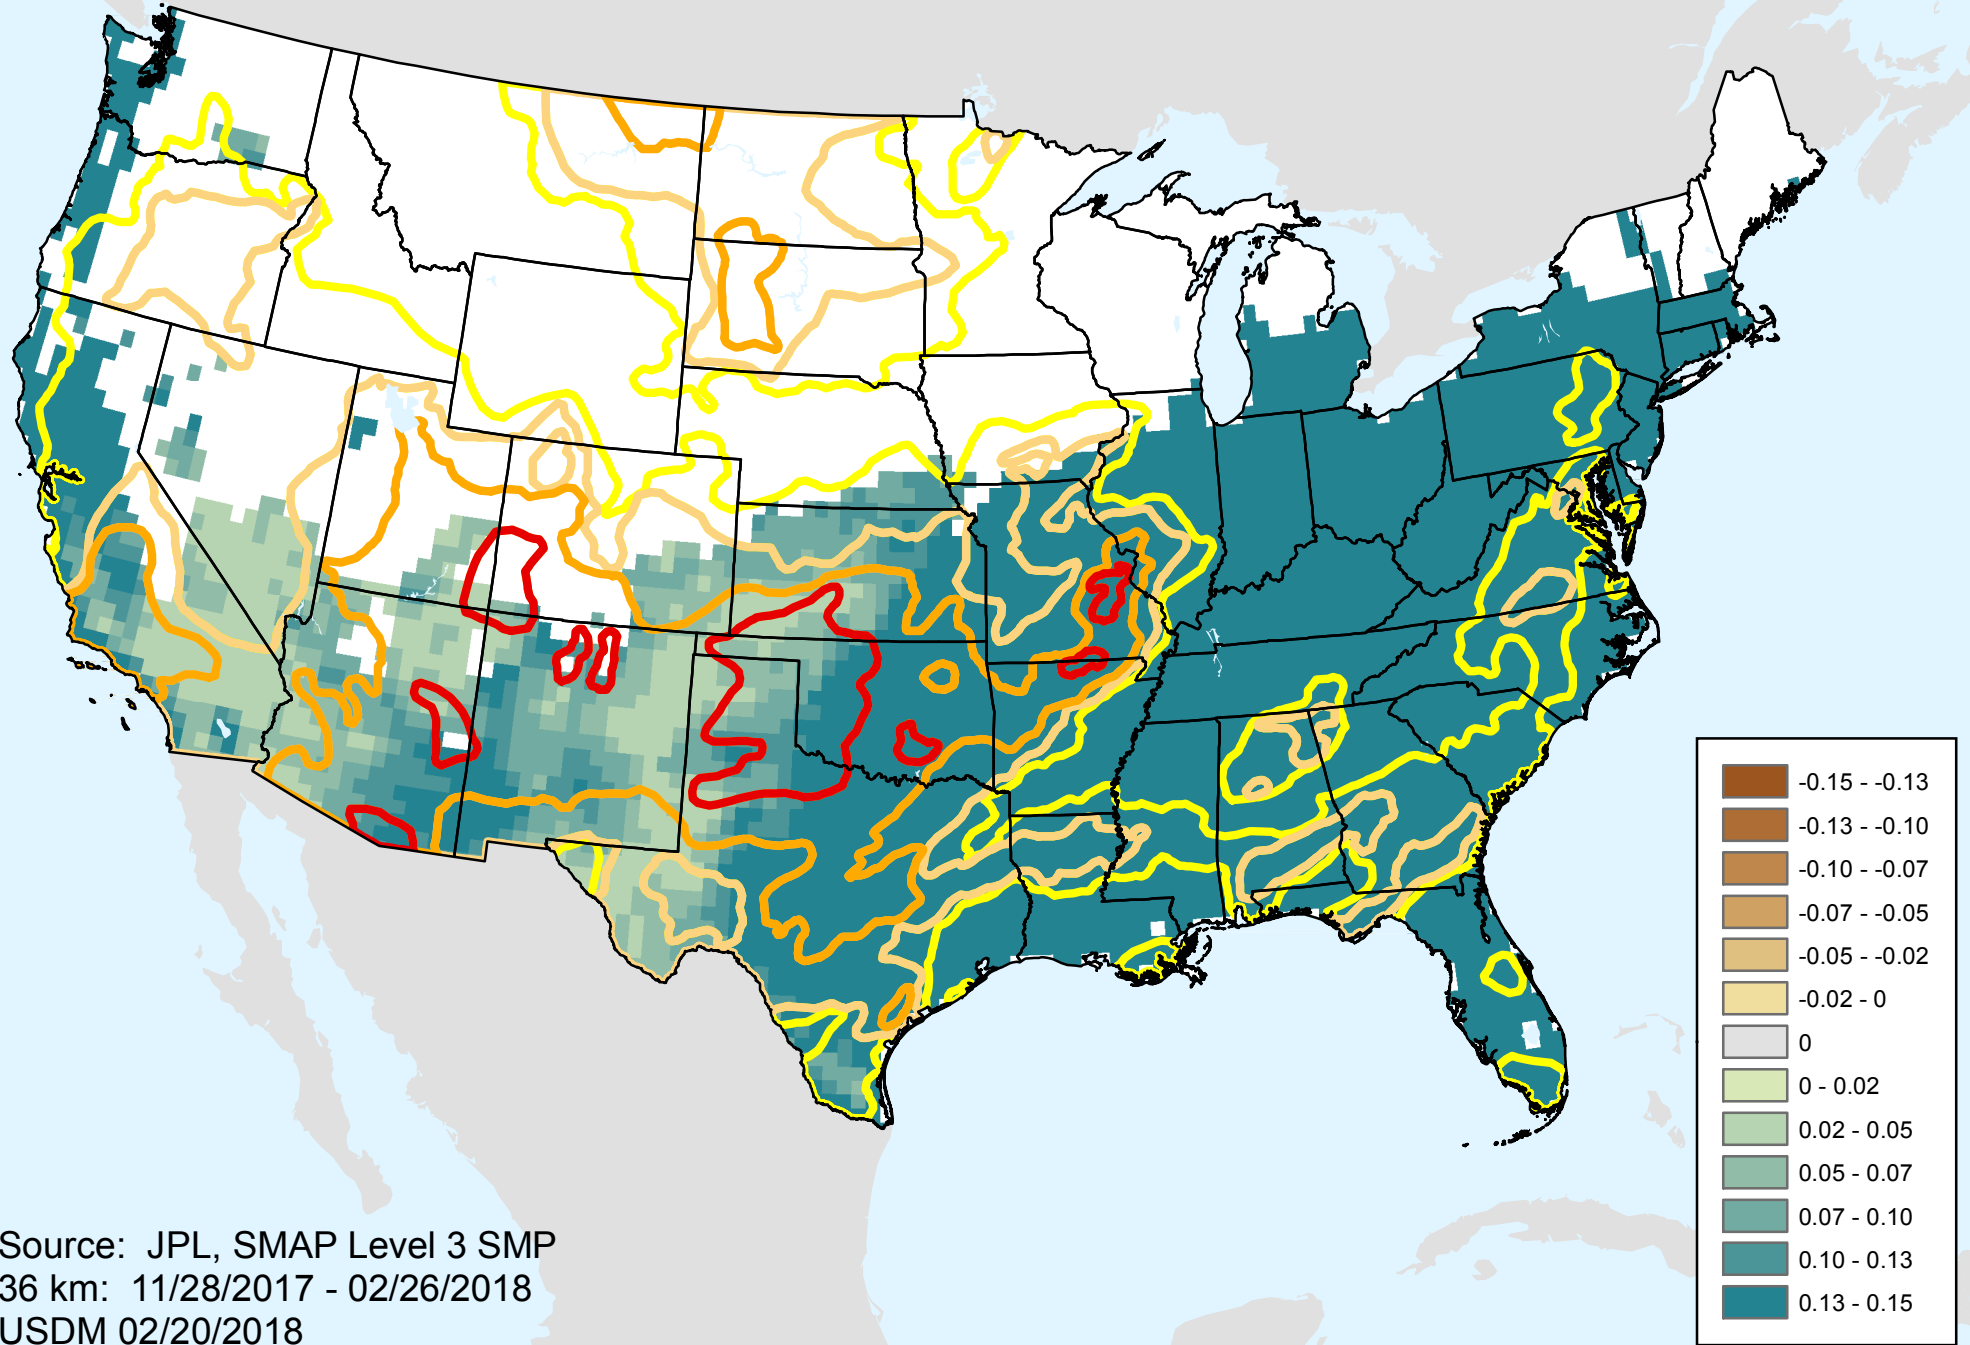 -0.15 - -0.13
-0.13 - -0.10
-0.10 - -0.07
-0.07 - -0.05
-0.05 - -0.02
-0.02 - 0
0
0 - 0.02
0.02 - 0.05
0.05 - 0.07
0.07 - 0.10
0.10 - 0.13
0.13 - 0.15
Source: JPL, SMAP Level 3 SMP
36 km: 11/28/2017 - 02/26/2018
USDM 02/20/2018